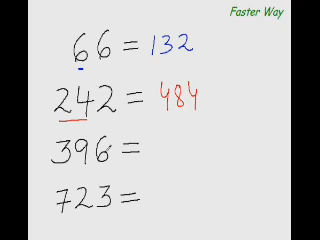 Faster Way
66 = 132
242 = 484
396 =
723 =